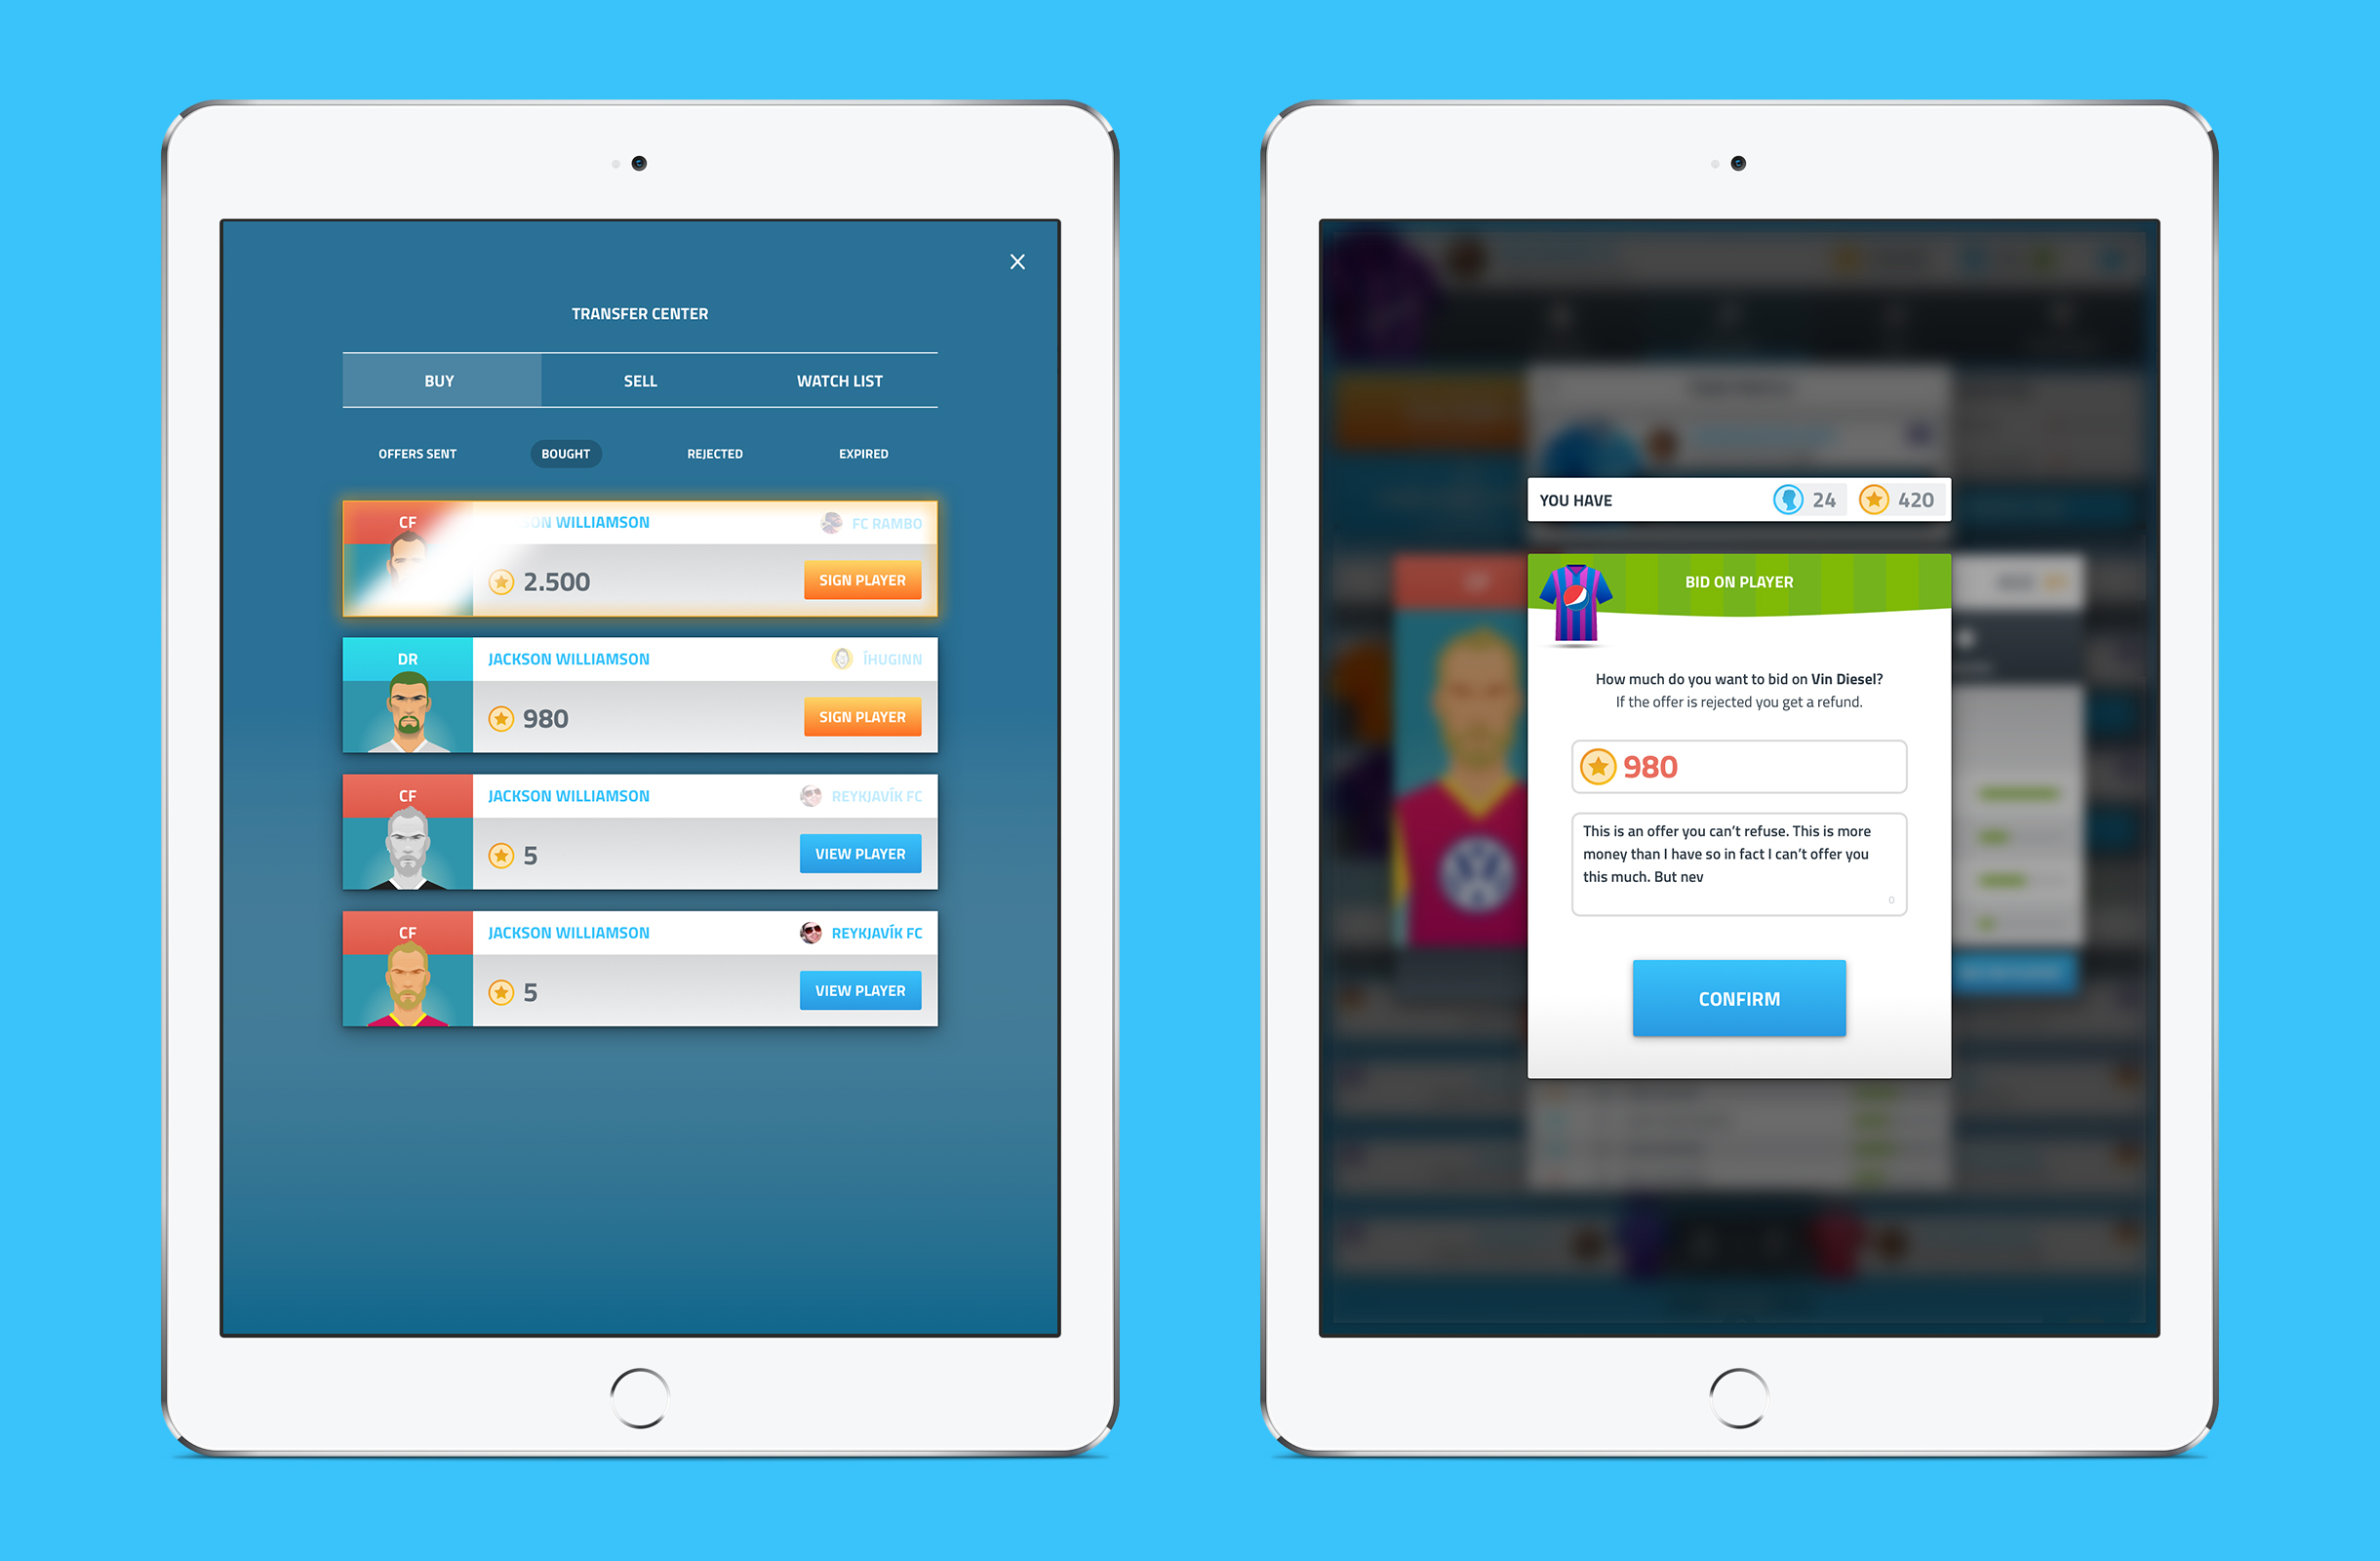 TRANSFER CENTER
BUY SELL WATCH LIST
OFFERS SENT BOUGHT REJECTED EXPIRED
CF
SON WILLIAMSON FC RAMBO
2.500 SIGN PLAYER
DR
JACKSON WILLIAMSON ÍHUGINN
980 SIGN PLAYER
CF
JACKSON WILLIAMSON REYKJAVÍK FC
5 VIEW PLAYER
CF
JACKSON WILLIAMSON REYKJAVÍK FC
5 VIEW PLAYER
YOU HAVE 24 420
BID ON PLAYER
How much do you want to bid on Vin Diesel?
If the offer is rejected you get a refund.
980
This is an offer you can’t refuse. This is more
money than I have so in fact I can’t offer you
this much. But nev
0
CONFIRM